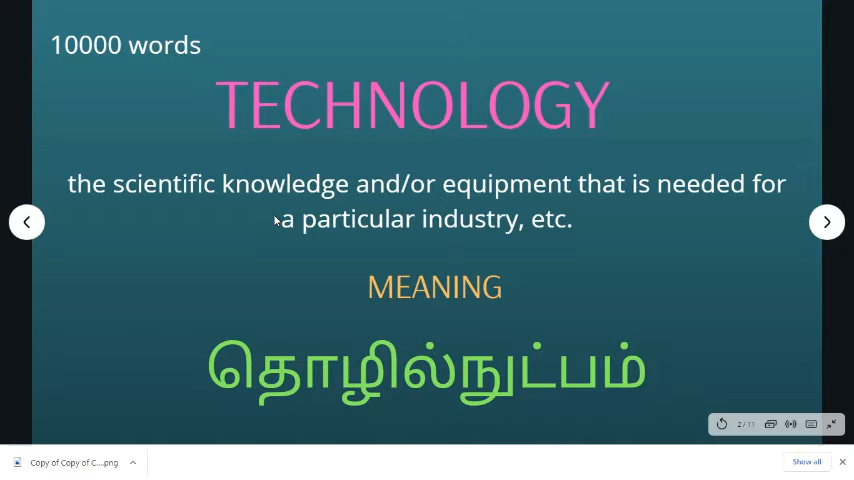 10000 words
TECHNOLOGY
the scientific knowledge and/or equipment that is needed for
a particular industry, etc.
MEANING
தொழில்நுட்பம்
2 / 11
Copy of Copy of C....png
Show all